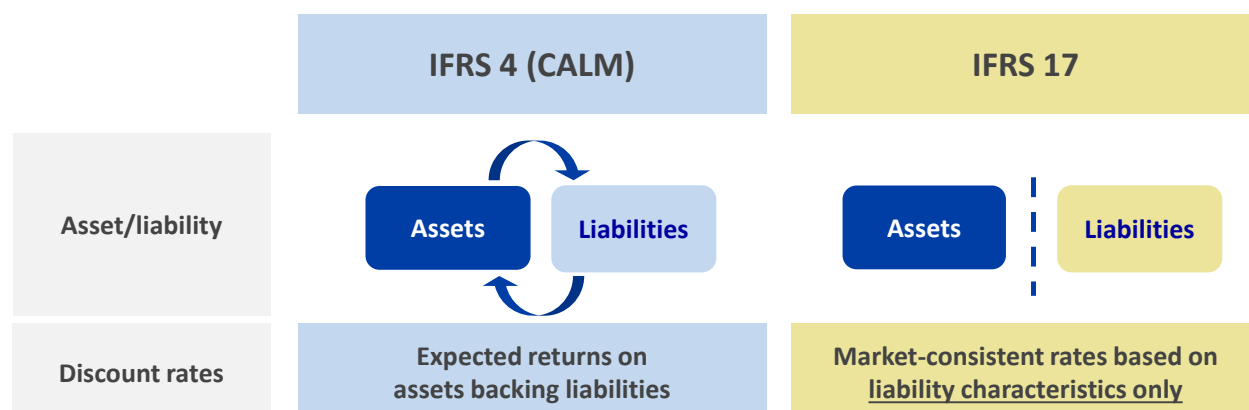 IFRS 4 (CALM)
IFRS 17
Asset/liability
Assets
Liabilities
Assets
Liabilities
Discount rates
Expected returns on
assets backing liabilities
Market-consistent rates based on
liability characteristics only